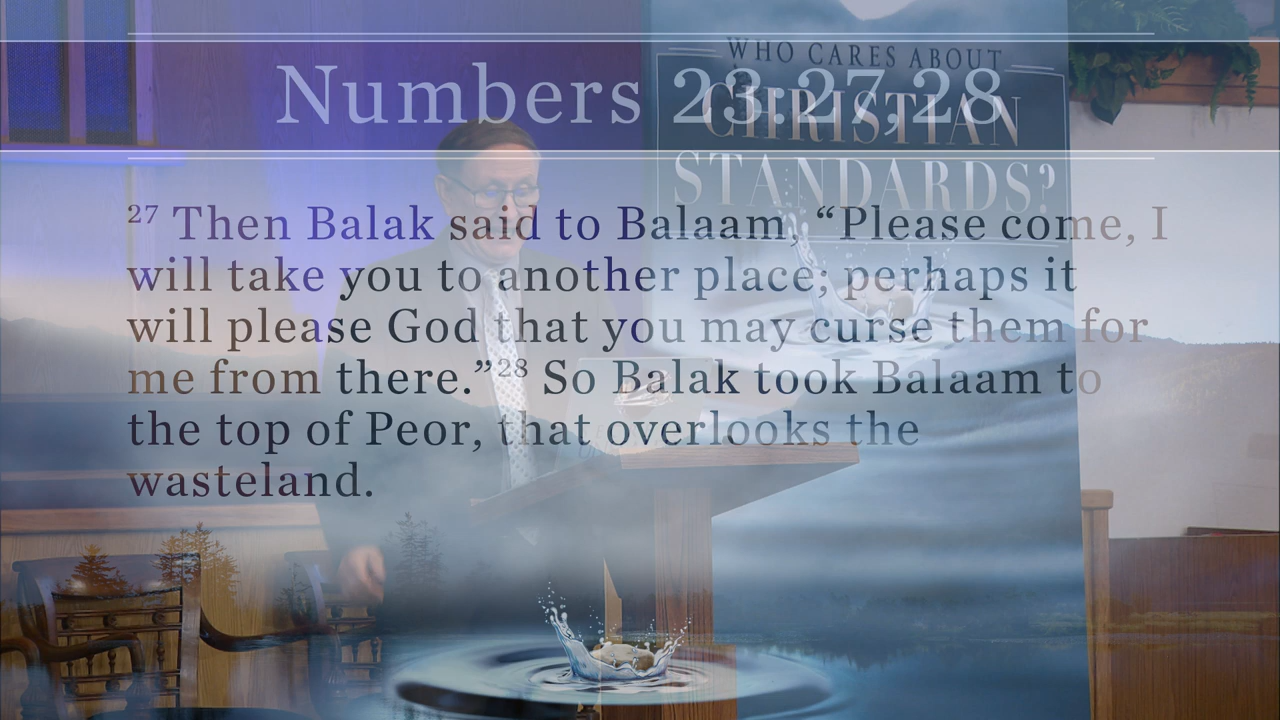 WHO CARES ABOUT
CHRISTIAN
STANDARDS?
Numbers 23:27,28
27 Then Balak said to Balaam, “Please come, I
will take you to another place; perhaps it
will please God that you may curse them for
me from there.”28 So Balak took Balaam to
the top of Peor, that overlooks the
wasteland.